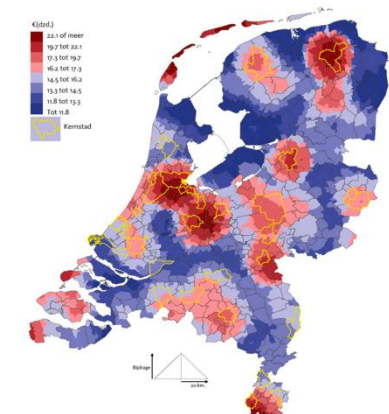 €(dzd.)
22.1 of meer
19.7 tot 22.1
17.3 tot 19.7
16.2 tot 17.3
14.5 tot 16.2
13.3 tot 14.5
11.8 tot 13.3
Tot 11.8
Kernstad
Bijdrage
20 km.